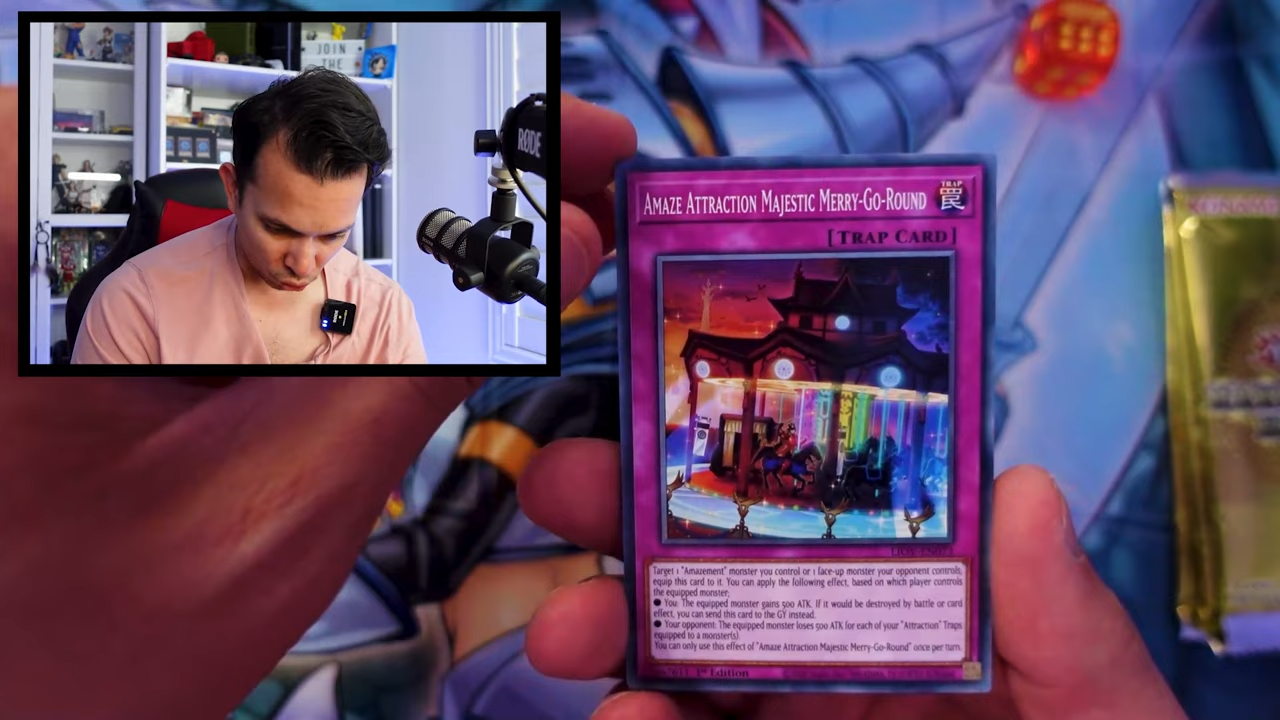 JOIN
THE
RØDE
AMAZE ATTRACTION MAJESTIC MERRY-GO-ROUND
TRAP
罠
[TRAP CARD]
Target 1 "Amazement" monster you control or 1 face-up monster your opponent controls;
equip this card to it. You can apply the following effect, based on which player controls
the equipped monster;
● You: The equipped monster gains 500 ATK. If it would be destroyed by battle or card
effect, you can send this card to the GY instead.
● Your opponent: The equipped monster loses 500 ATK for each of your "Attraction" Traps
equipped to a monster(s).
You can only use this effect of "Amaze Attraction Majestic Merry-Go-Round" once per turn.
1st Edition
KONAMI